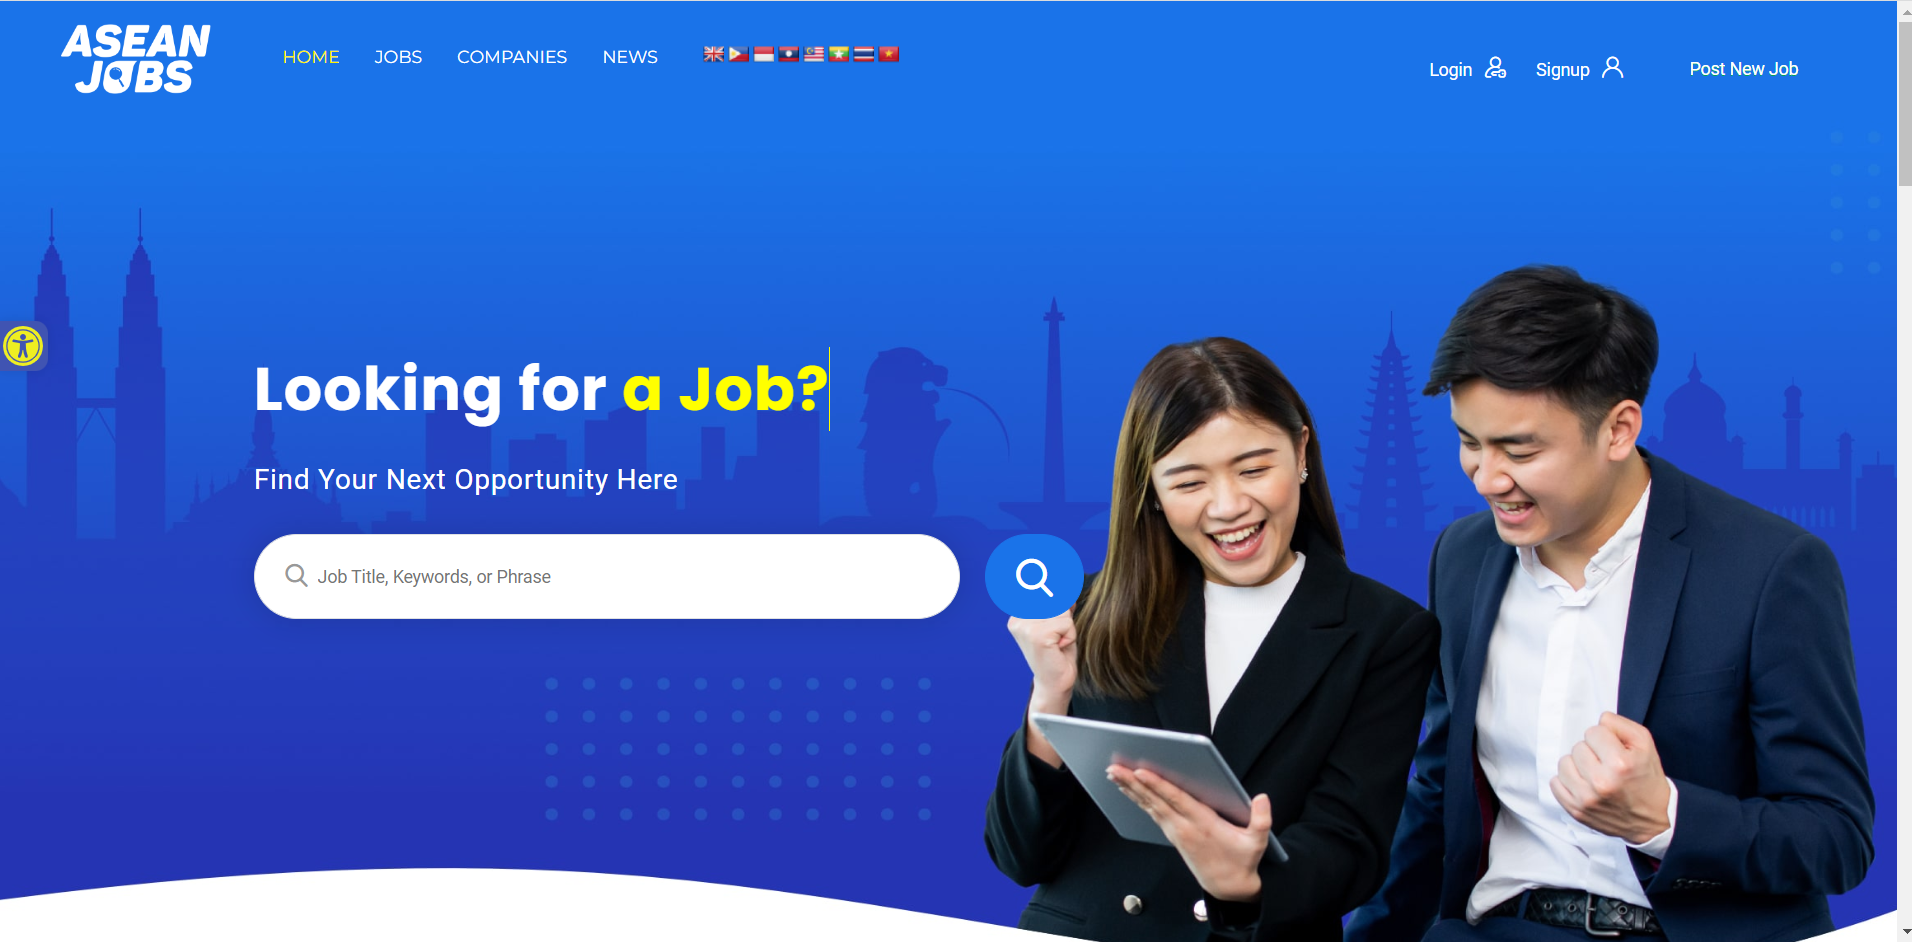 ASEAN
JOBS
HOME JOBS COMPANIES NEWS
Login Signup Post New Job
Looking for a Job?
Find Your Next Opportunity Here
Job Title, Keywords, or Phrase